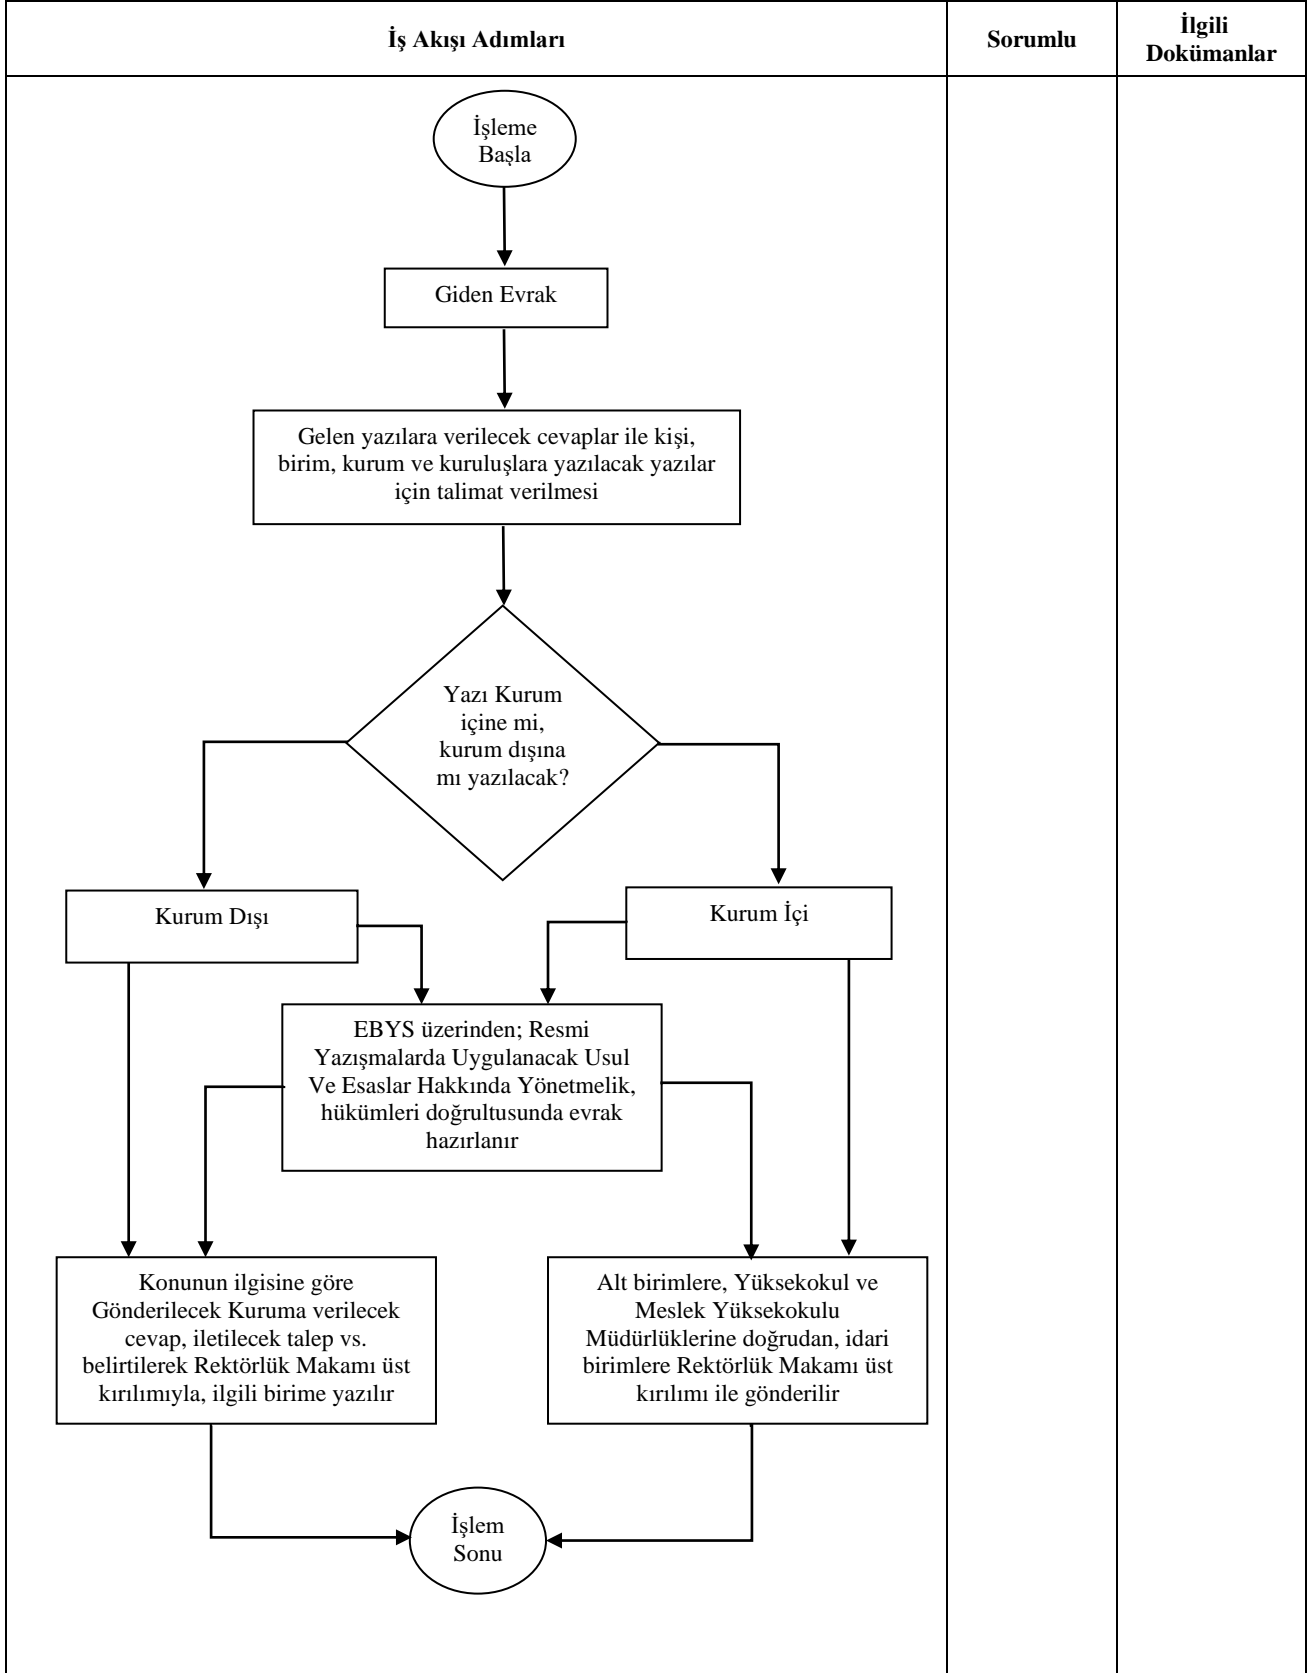 İş Akışı Adımları
Sorumlu
İlgili
Dokümanlar
İşleme
Başla
Giden Evrak
Gelen yazılara verilecek cevaplar ile kişi,
birim, kurum ve kuruluşlara yazılacak yazılar
için talimat verilmesi
Yazı Kurum
içine mi,
kurum dışına
mı yazılacak?
Kurum Dışı
Kurum İçi
EBYS üzerinden; Resmi
Yazışmalarda Uygulanacak Usul
Ve Esaslar Hakkında Yönetmelik,
hükümleri doğrultusunda evrak
hazırlanır
Konunun ilgisine göre
Gönderilecek Kuruma verilecek
cevap, iletilecek talep vs.
belirtilerek Rektörlük Makamı üst
kırılımıyla, ilgili birime yazılır
Alt birimlere, Yüksekokul ve
Meslek Yüksekokulu
Müdürlüklerine doğrudan, idari
birimlere Rektörlük Makamı üst
kırılımı ile gönderilir
İşlem
Sonu